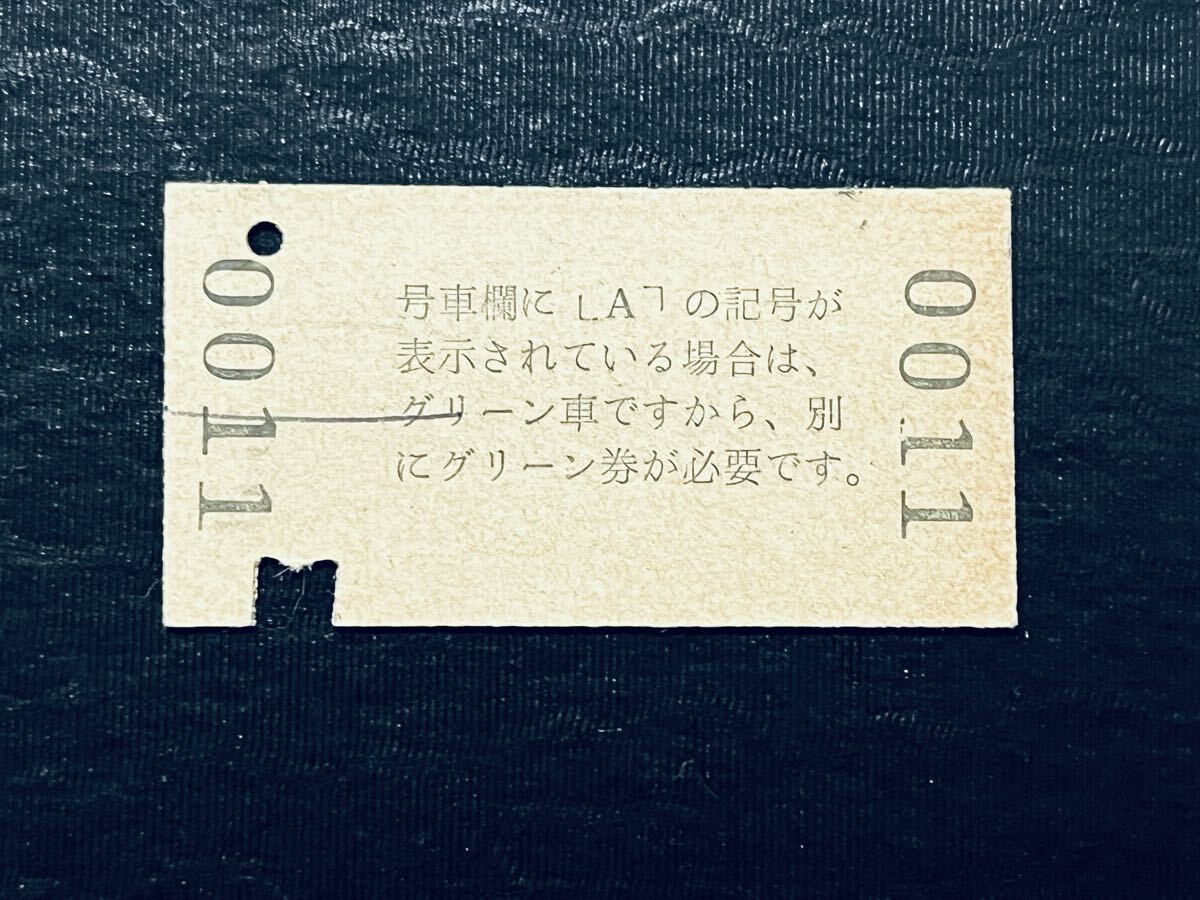 0011
号車欄に「A」の記号が
表示されている場合は、
グリーン車ですから、別
にグリーン券が必要です。
0011